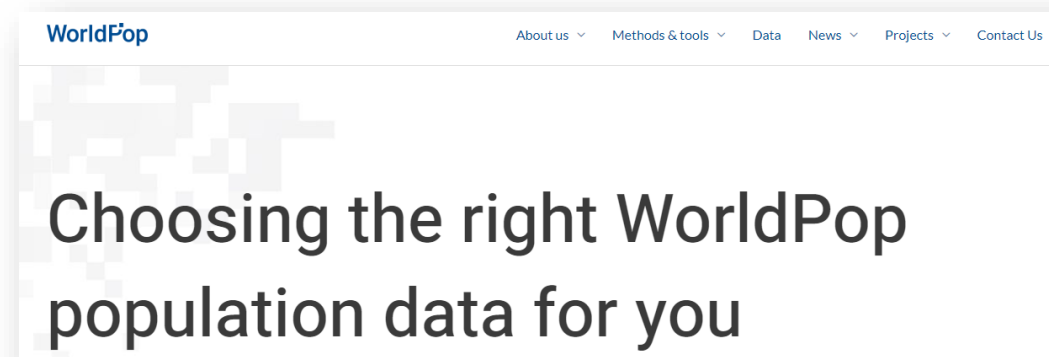 WorldPop
About us Methods & tools Data News Projects Contact Us
Choosing the right WorldPop
population data for you